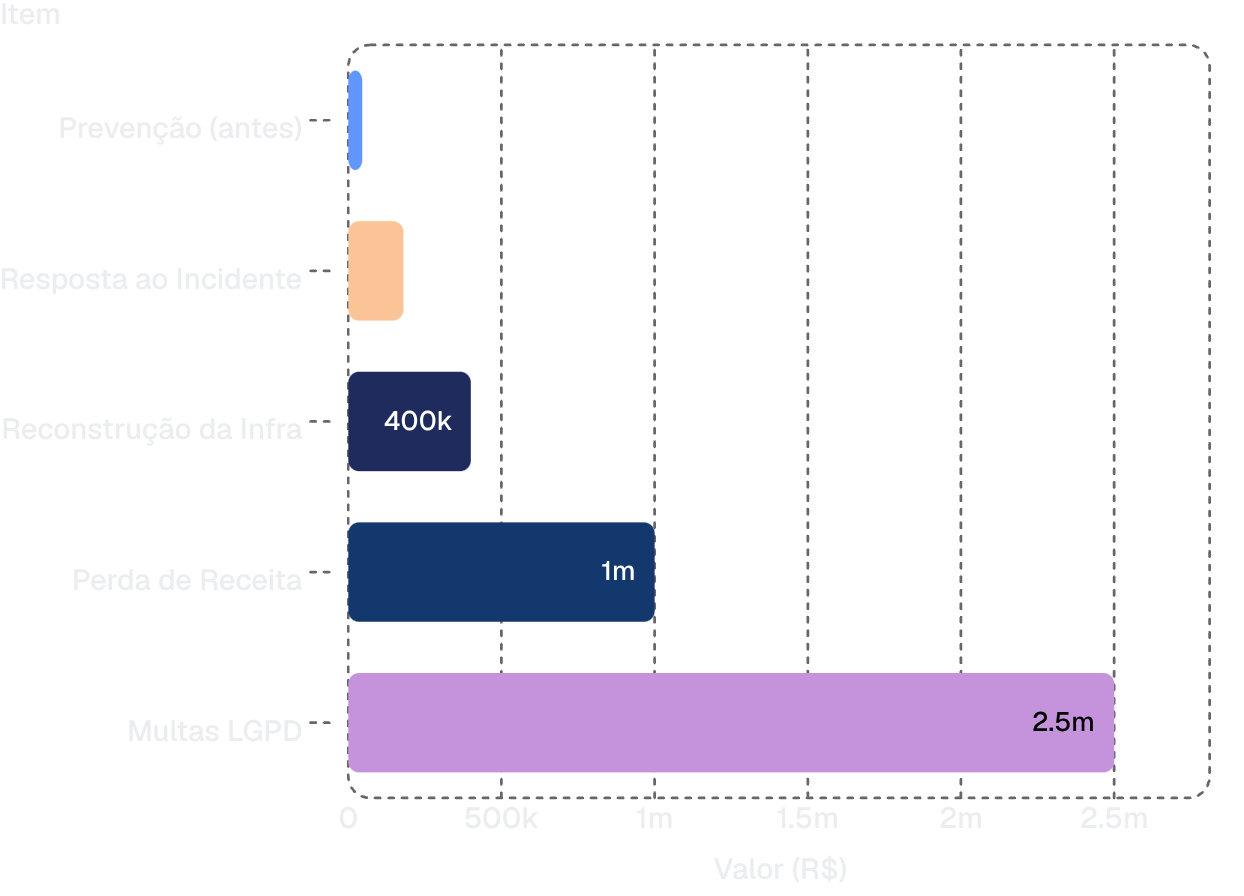 Item
Prevenção (antes)
Resposta ao Incidente
Reconstrução da Infra
400k
Perda de Receita
1m
Multas LGPD
2.5m
0
500k
1m
1.5m
2m
2.5m
Valor (R$)